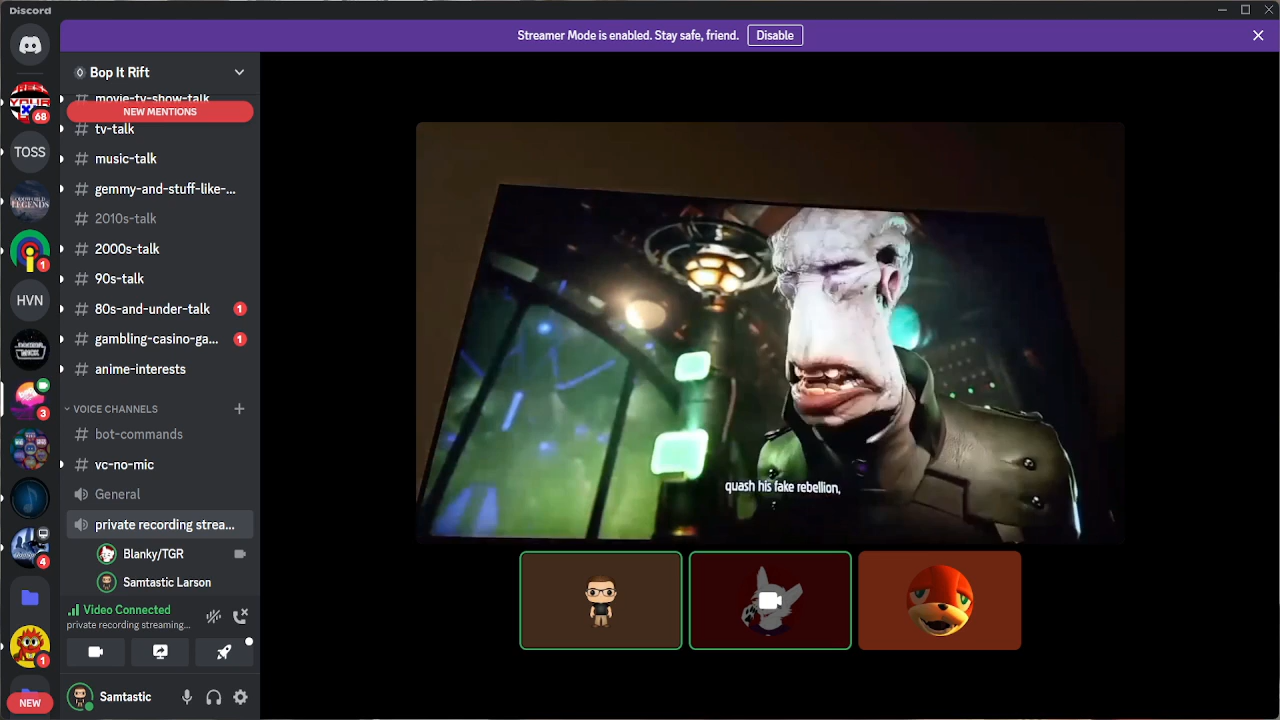 Discord
Streamer Mode is enabled. Stay safe, friend.
Disable
Bop It Rift
movie-tv-show-talk
NEW MENTIONS
68
tv-talk
TOSS
music-talk
gemmy-and-stuff-like-...
LEGENDS
2010s-talk
2000s-talk
1
90s-talk
HVN
80s-and-under-talk
1
gambling-casino-ga...
1
anime-interests
3
VOICE CHANNELS
bot-commands
vc-no-mic
General
private recording strea...
4
Blanky/TGR
Samtastic Larson
Video Connected
private recording streaming...
1
Samtastic
NEW
quash his fake rebellion,